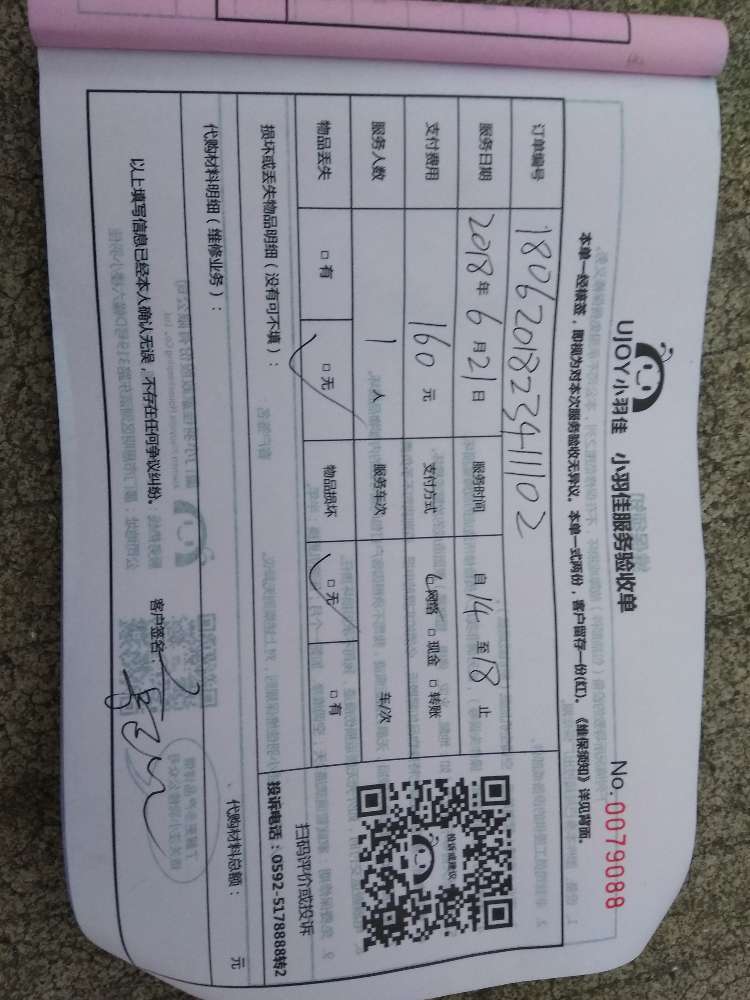 UJOY小羽佳 小羽佳服务验收单
No.0079088
本单一经核签，即视为对本次服务验收无异议。本单一式两份，客户留存一份(红)。《维保须知》详见背面。
订单编号 180620182341102
服务日期 2018年6月21日 服务时间 自14至18止
支付费用 160元 支付方式 网络 □现金 □转账
服务人数 1人 服务车次 车/次
物品丢失 □有 □无 物品损坏 □无 □有
投诉或建议
扫码评价或投诉
投诉电话：0592-5178888转2
损坏或丢失物品明细（没有可不填）：
代购材料明细（维修业务）：
代购材料总额： 元
以上填写信息已经本人确认无误，不存在任何争议纠纷。 客户签名：